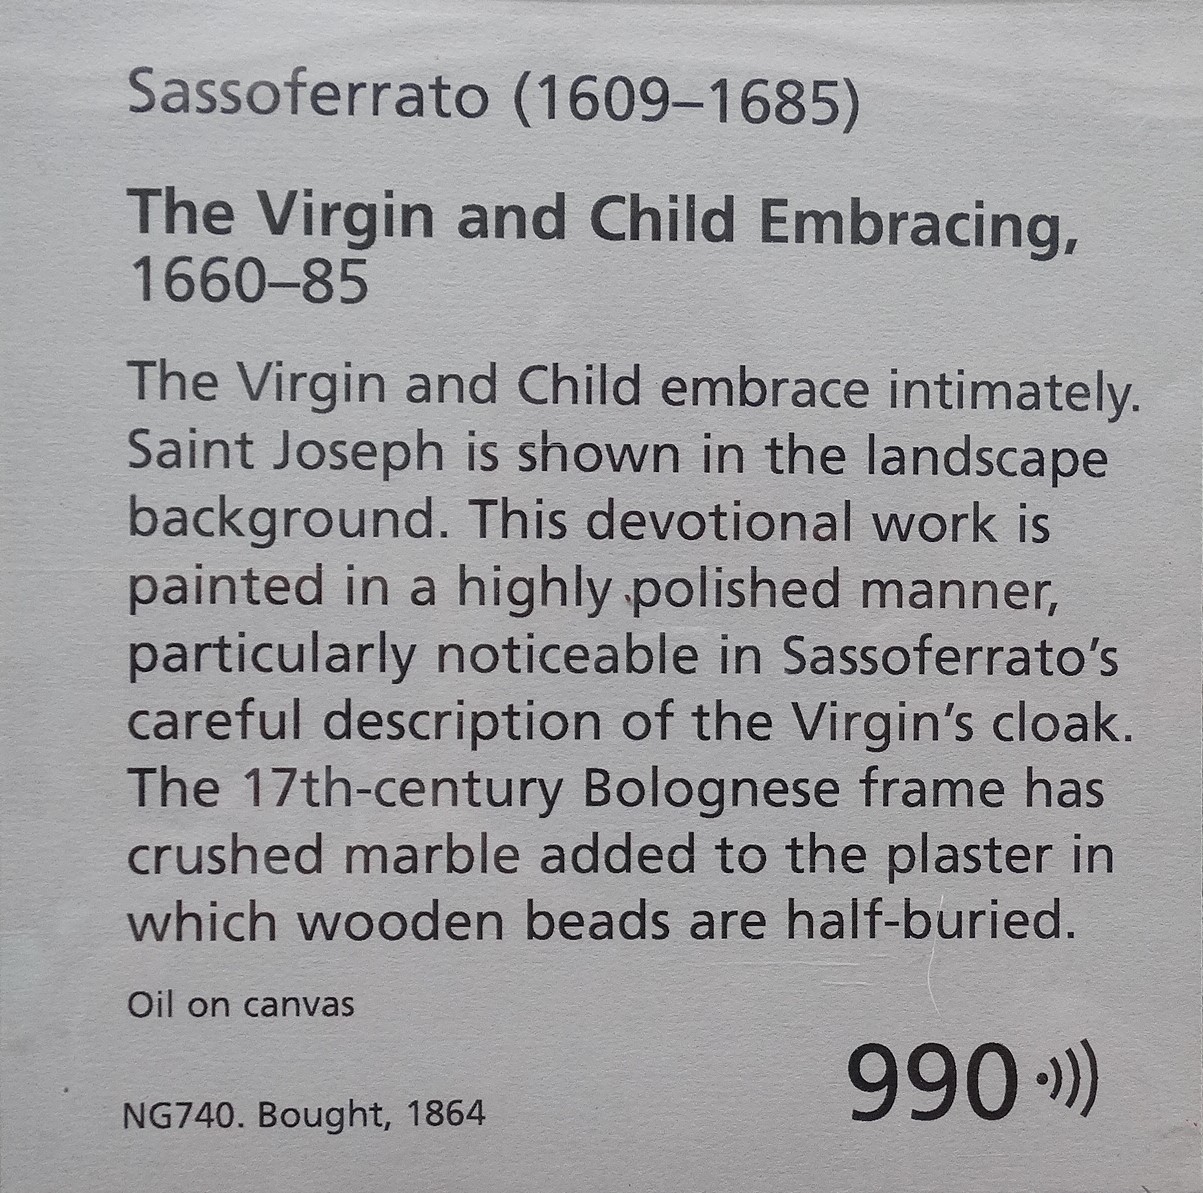 Sassoferrato (1609–1685)
The Virgin and Child Embracing,
1660–85
The Virgin and Child embrace intimately.
Saint Joseph is shown in the landscape
background. This devotional work is
painted in a highly polished manner,
particularly noticeable in Sassoferrato’s
careful description of the Virgin’s cloak.
The 17th-century Bolognese frame has
crushed marble added to the plaster in
which wooden beads are half-buried.
Oil on canvas
990
NG740. Bought, 1864